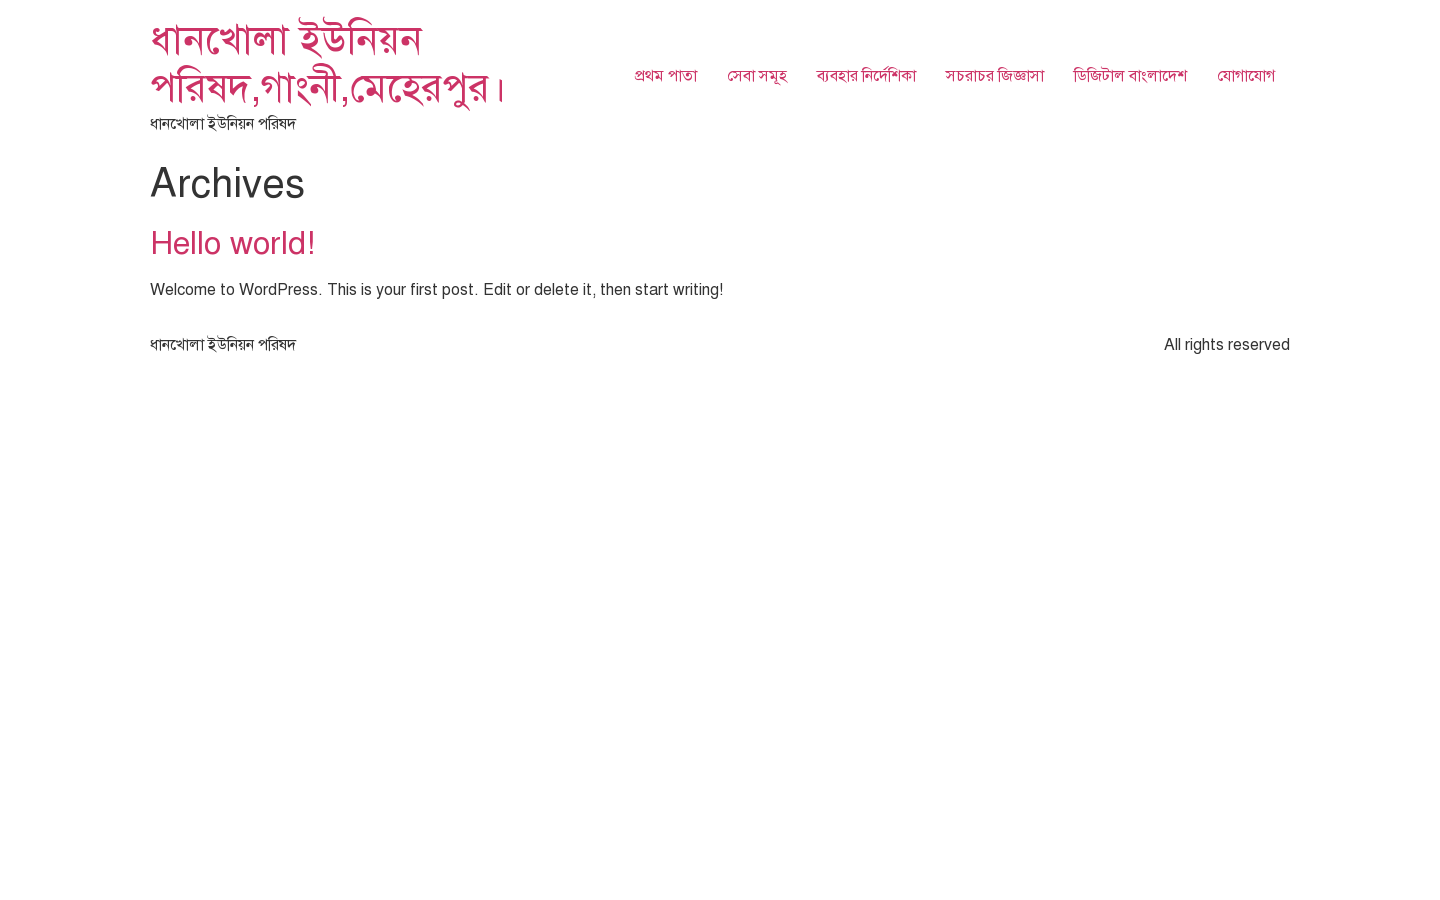 ধানখোলা ইউনিয়ন
পরিষদ,গাংনী,মেহেরপুর।
ধানখোলা ইউনিয়ন পরিষদ
প্রথম পাতা
সেবা সমূহ
ব্যবহার নির্দেশিকা
সচরাচর জিজ্ঞাসা
ডিজিটাল বাংলাদেশ
যোগাযোগ
Archives
Hello world!
Welcome to WordPress. This is your first post. Edit or delete it, then start writing!
ধানখোলা ইউনিয়ন পরিষদ
All rights reserved